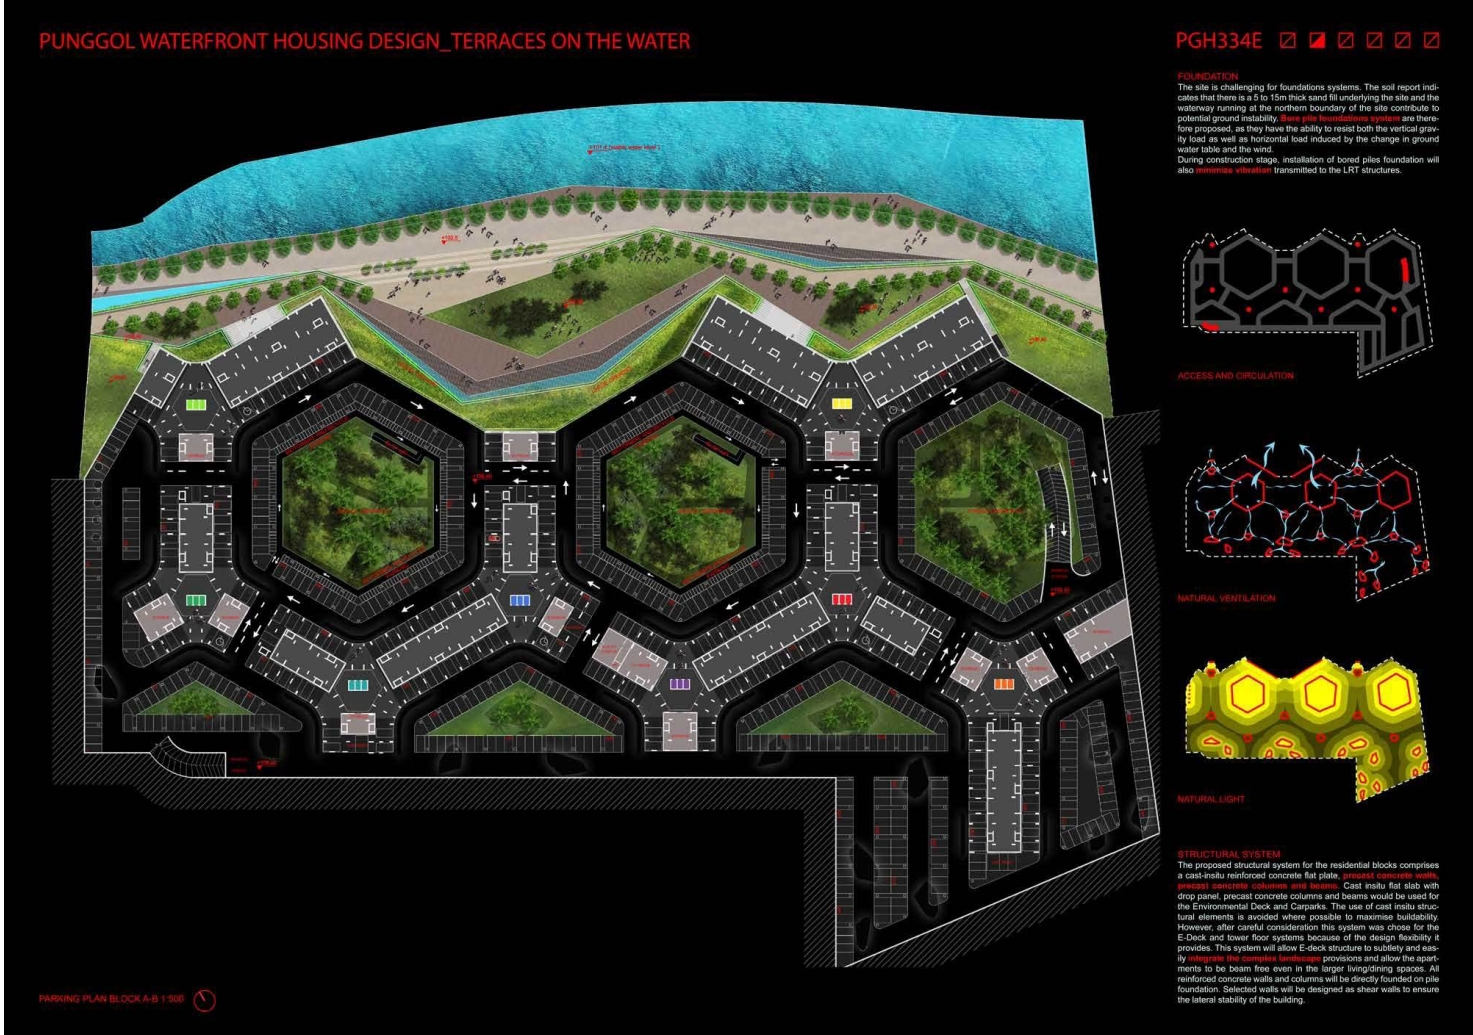 PUNGGOL WATERFRONT HOUSING DESIGN_TERRACES ON THE WATER
PGH334E
FOUNDATION
The site is challenging for foundations systems. The soil report indi-
cates that there is a 5 to 15m thick sand fill underlying the site and the
waterway running at the northern boundary of the site contribute to
potential ground instability. Bore pile foundations system are there-
fore proposed, as they have the ability to resist both the vertical grav-
ity load as well as horizontal load induced by the change in ground
water table and the wind.
During construction stage, installation of bored piles foundation will
also minimize vibration transmitted to the LRT structures.
ACCESS AND CIRCULATION
NATURAL VENTILATION
NATURAL LIGHT
STRUCTURAL SYSTEM
The proposed structural system for the residential blocks comprises
a cast-insitu reinforced concrete flat plate, precast concrete walls,
precast concrete columns and beams. Cast insitu flat slab with
drop panel, precast concrete columns and beams would be used for
the Environmental Deck and Carparks. The use of cast insitu struc-
tural elements is avoided where possible to maximise buildability.
However, after careful consideration this system was chose for the
E-Deck and tower floor systems because of the design flexibility it
provides. This system will allow E-deck structure to subtlety and eas-
ily integrate the complex landscape provisions and allow the apart-
ments to be beam free even in the larger living/dining spaces. All
reinforced concrete walls and columns will be directly founded on pile
foundation. Selected walls will be designed as shear walls to ensure
the lateral stability of the building.
PARKING PLAN BLOCK A-B 1:500